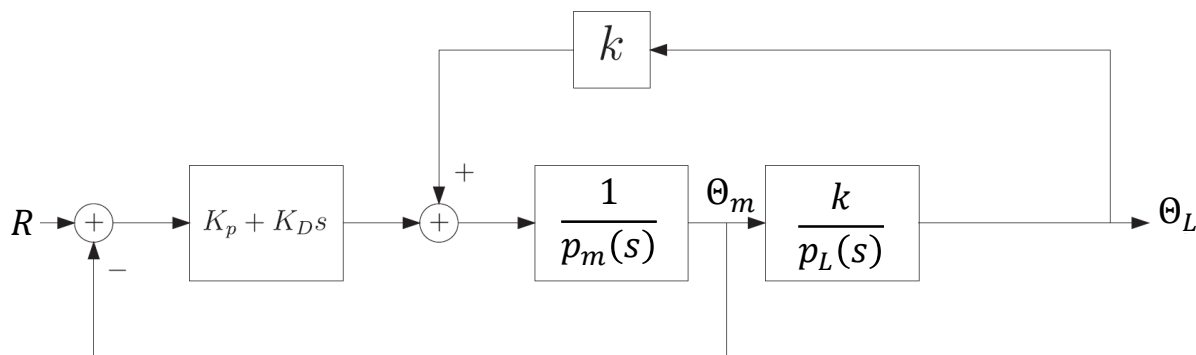 k
+
R
+
−
K_p + K_D s
+
1
p_m(s)
Θ_m
k
p_L(s)
Θ_L